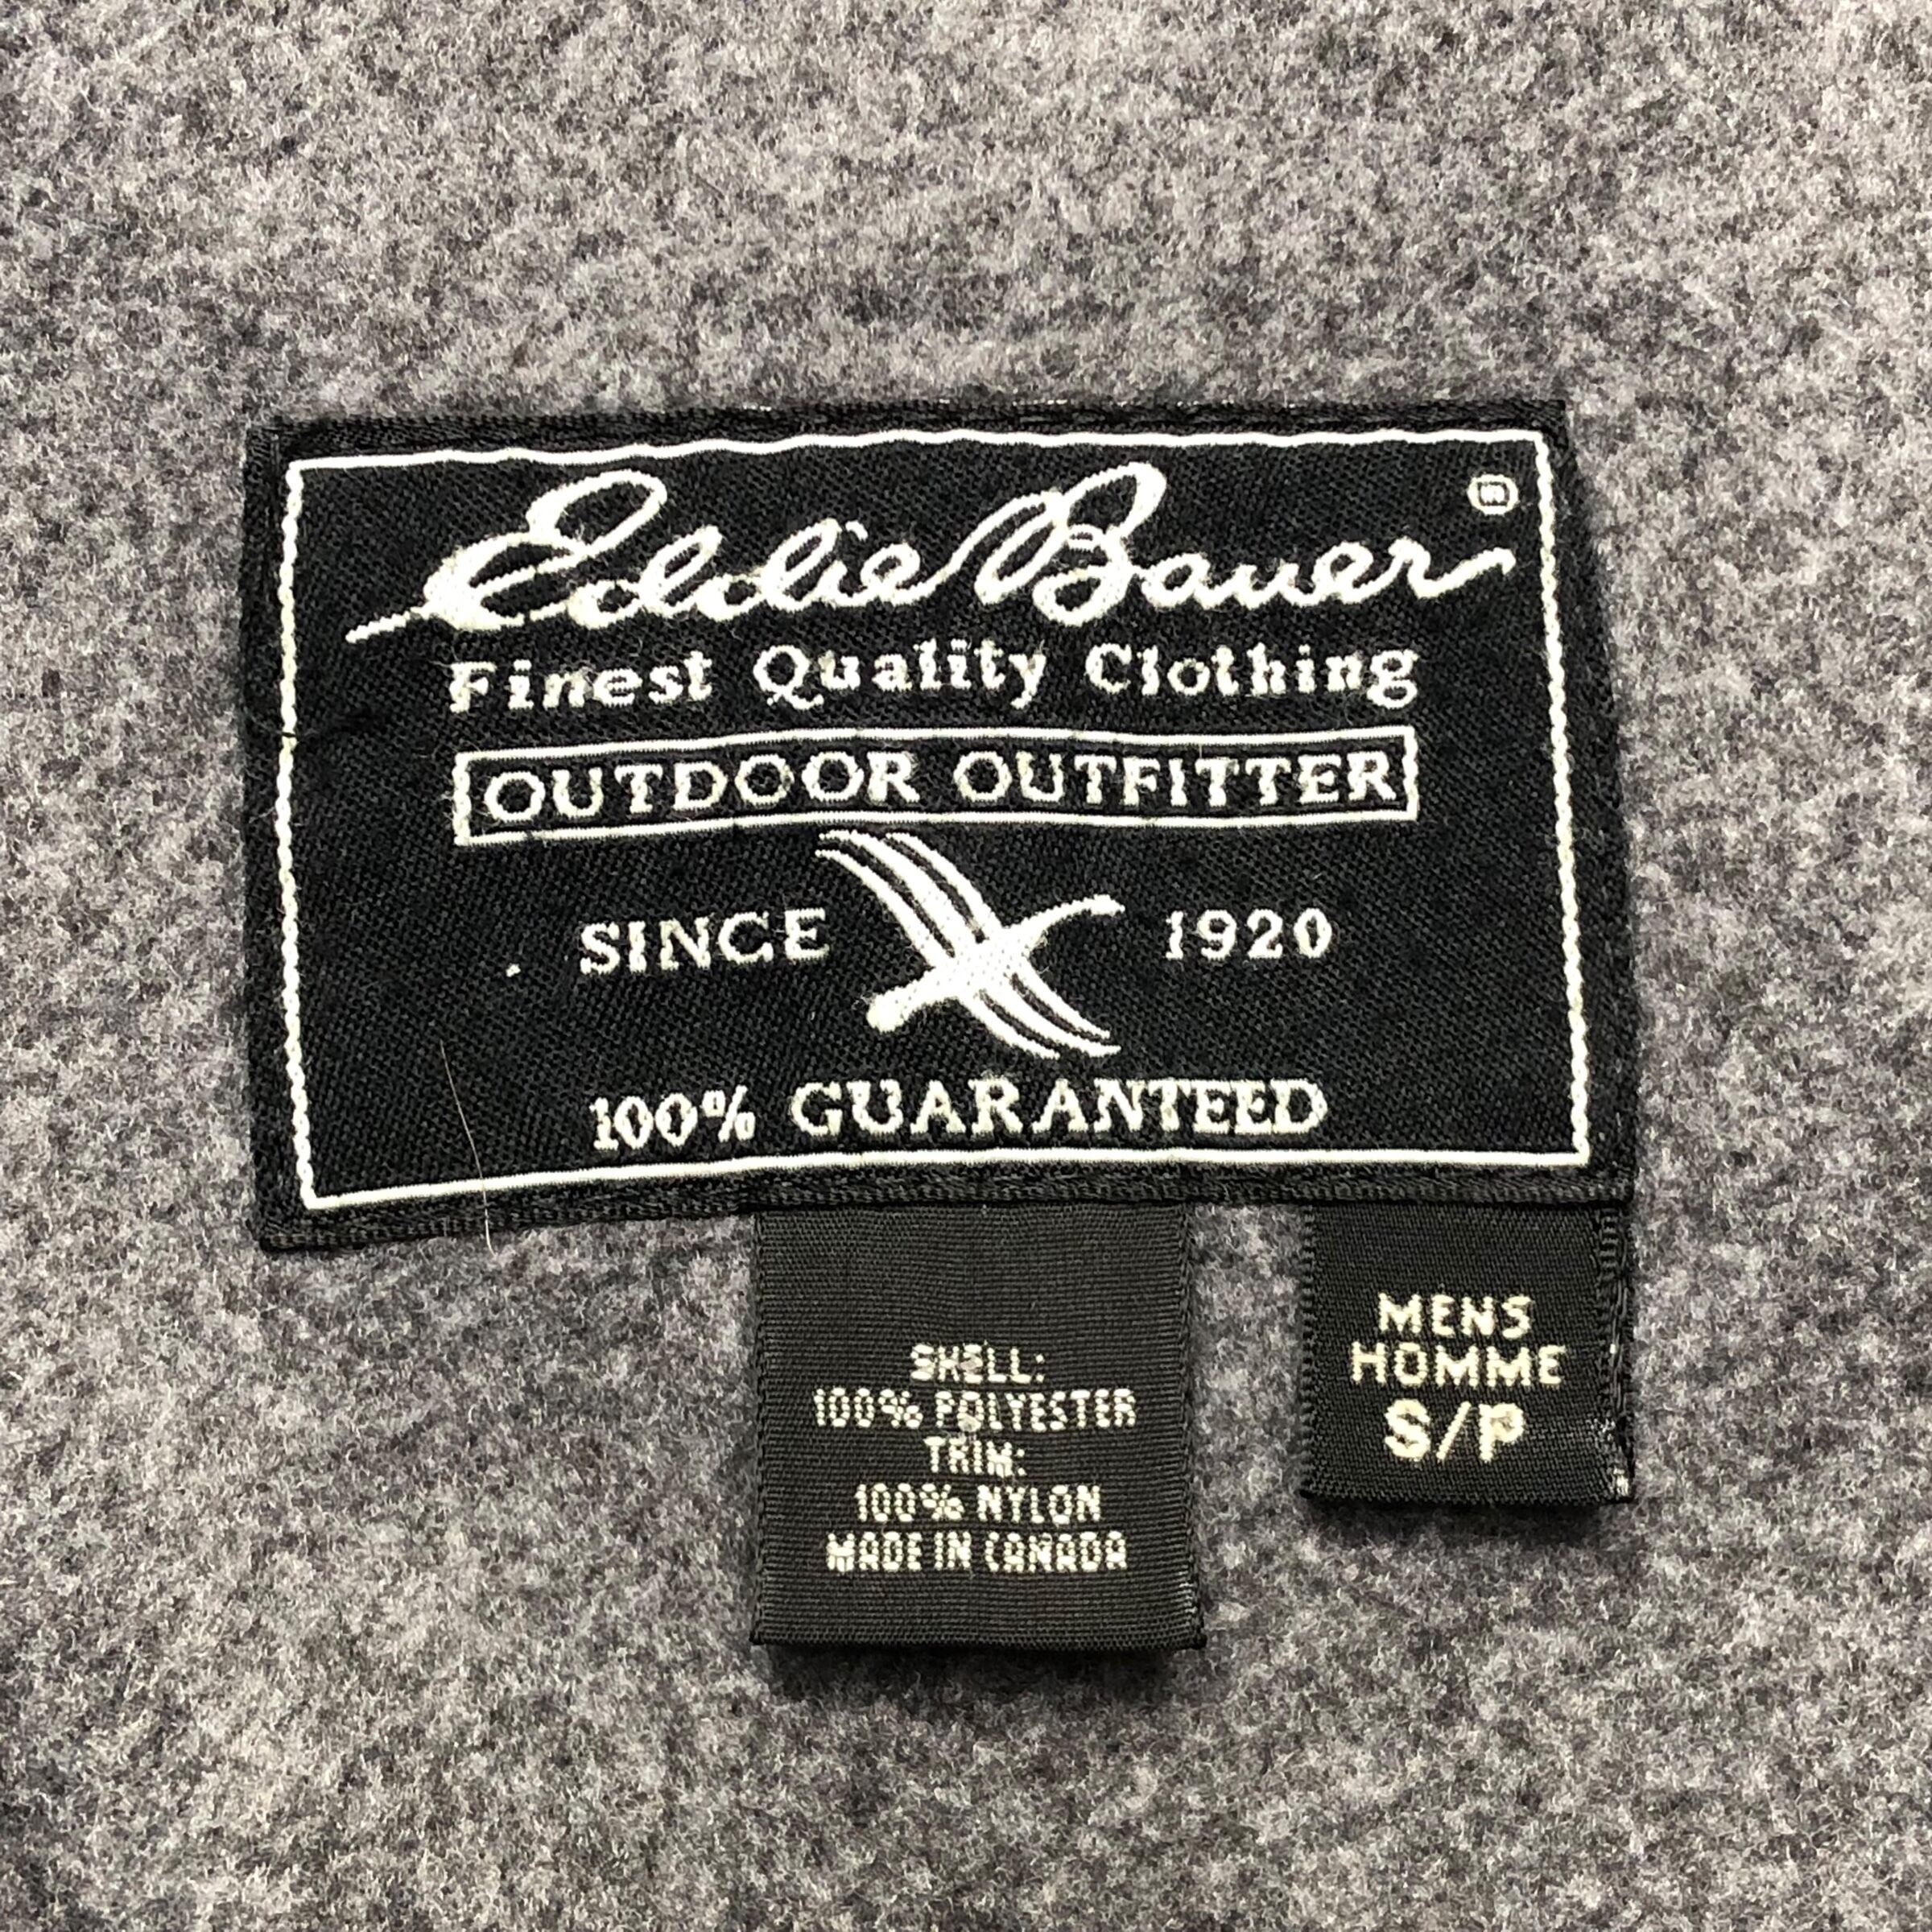 Eddie Bauer ®
Finest Quality Clothing
OUTDOOR OUTFITTER
SINCE 1920
100% GUARANTEED
SHELL:
100% POLYESTER
TRIM:
100% NYLON
MADE IN CANADA
MENS
HOMME
S/P